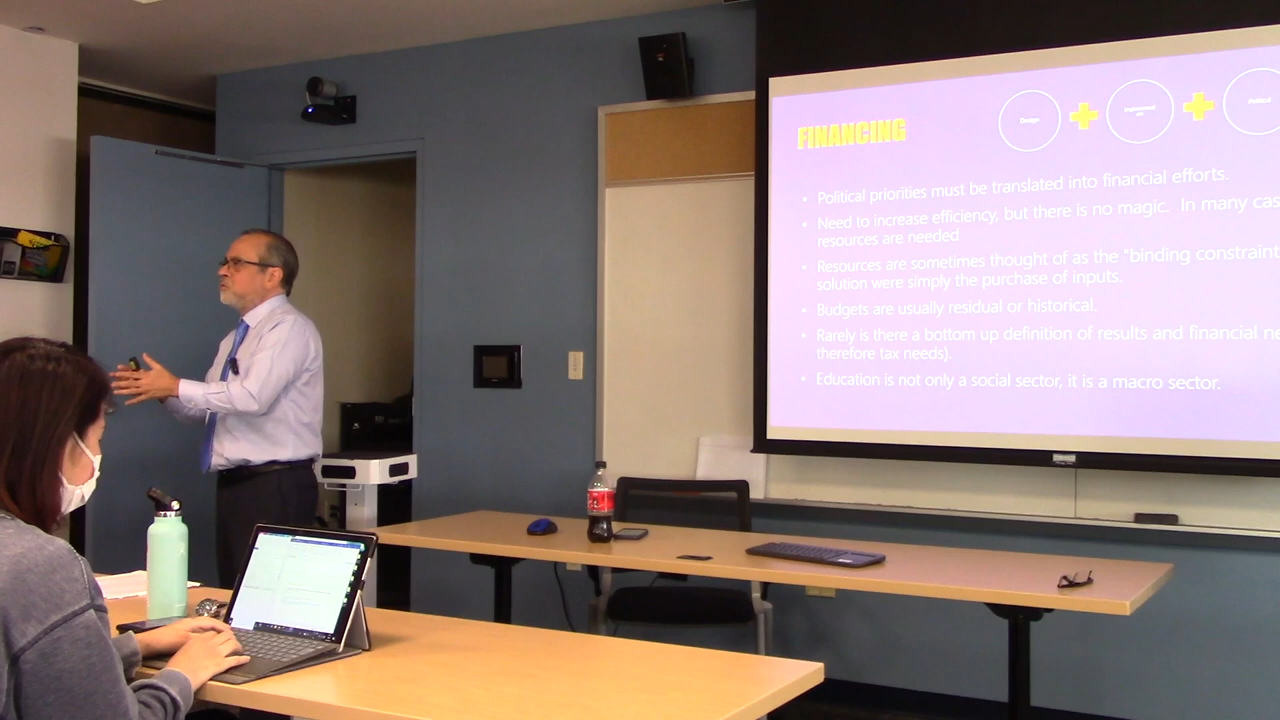 FINANCING
Design
Political
• Political priorities must be translated into financial efforts.
• Need to increase efficiency, but there is no magic. In many cas
resources are needed
• Resources are sometimes thought of as the "binding constraint
solution were simply the purchase of inputs.
• Budgets are usually residual or historical.
• Rarely is there a bottom up definition of results and financial ne
therefore tax needs).
• Education is not only a social sector, it is a macro sector.